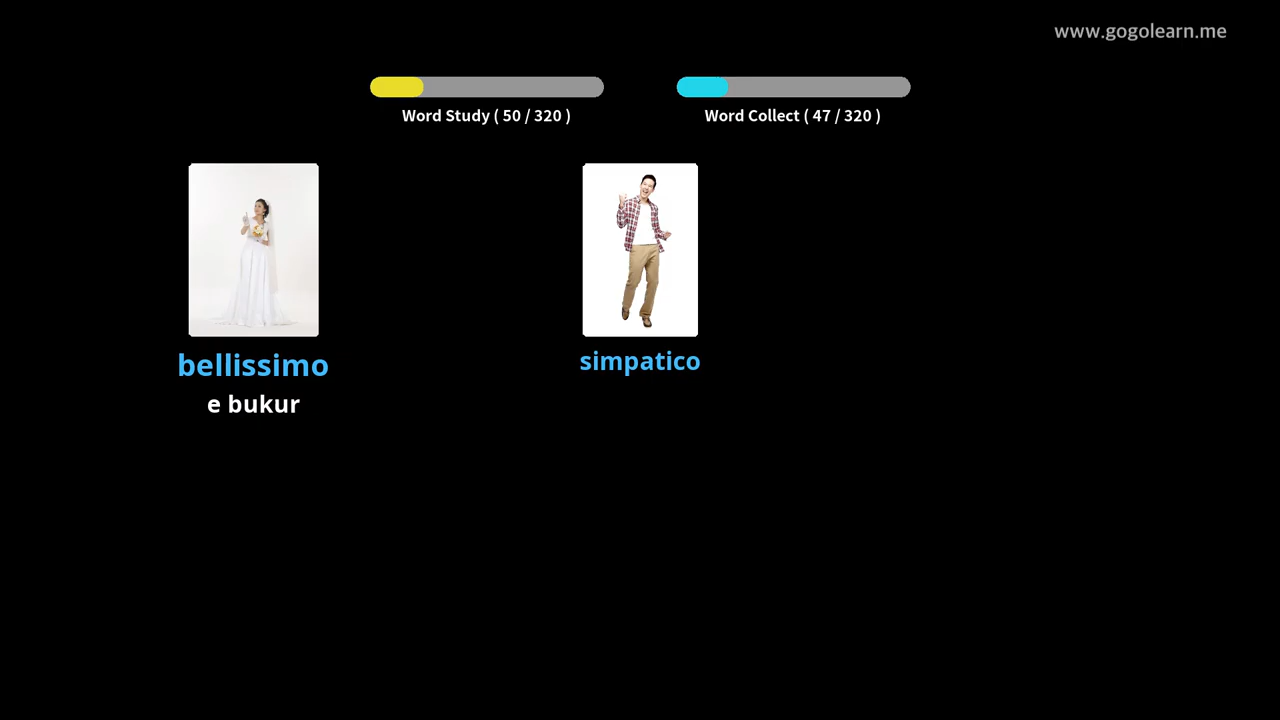 www.gogolearn.me
Word Study ( 50 / 320 )
Word Collect ( 47 / 320 )
bellissimo
e bukur
simpatico